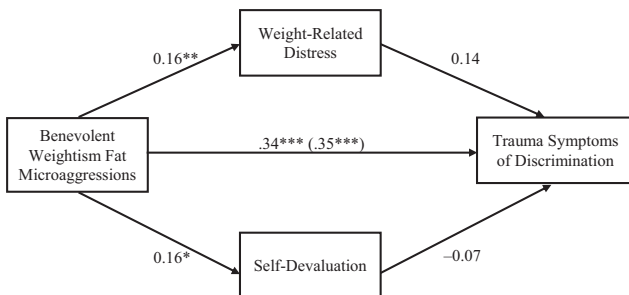 Weight-Related
Distress
0.16**
0.14
Benevolent
Weightism Fat
Microaggressions
.34*** (.35***)
Trauma Symptoms
of Discrimination
0.16*
Self-Devaluation
–0.07